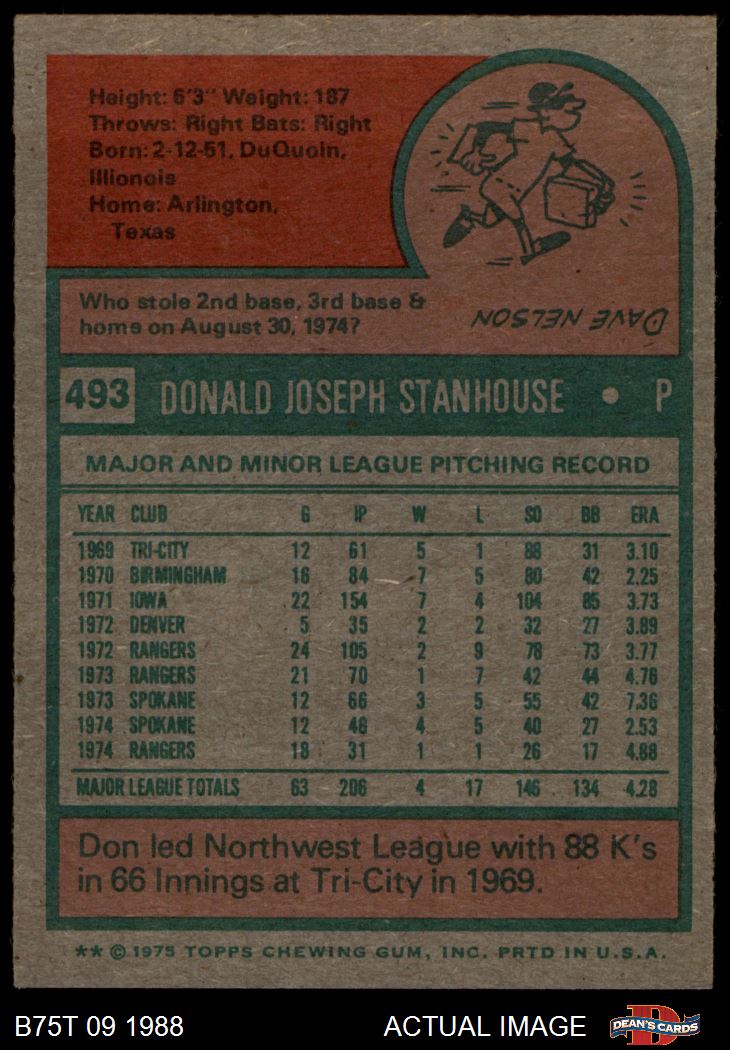 Height: 6'3" Weight: 187
Throws: Right Bats: Right
Born: 2-12-51, DuQuoin,
Illionois
Home: Arlington,
Texas
Who stole 2nd base, 3rd base &
home on August 30, 1974?
DAVE NELSON
493 DONALD JOSEPH STANHOUSE • P
MAJOR AND MINOR LEAGUE PITCHING RECORD
YEAR CLUB G IP W L SO BB ERA
1969 TRI-CITY 12 61 5 1 88 31 3.10
1970 BIRMINGHAM 16 84 7 5 80 42 2.25
1971 IOWA 22 154 7 4 104 85 3.73
1972 DENVER 5 35 2 2 32 27 3.89
1972 RANGERS 24 105 2 9 78 73 3.77
1973 RANGERS 21 70 1 7 42 44 4.76
1973 SPOKANE 12 66 3 5 55 42 7.36
1974 SPOKANE 12 46 4 5 40 27 2.53
1974 RANGERS 18 31 1 1 26 17 4.88
MAJOR LEAGUE TOTALS 63 206 4 17 146 134 4.28
Don led Northwest League with 88 K's
in 66 Innings at Tri-City in 1969.
** © 1975 TOPPS CHEWING GUM, INC. PRTD IN U.S.A.
B75T 09 1988 ACTUAL IMAGE DEAN'S CARDS